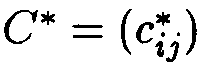 C* = (c*ij)